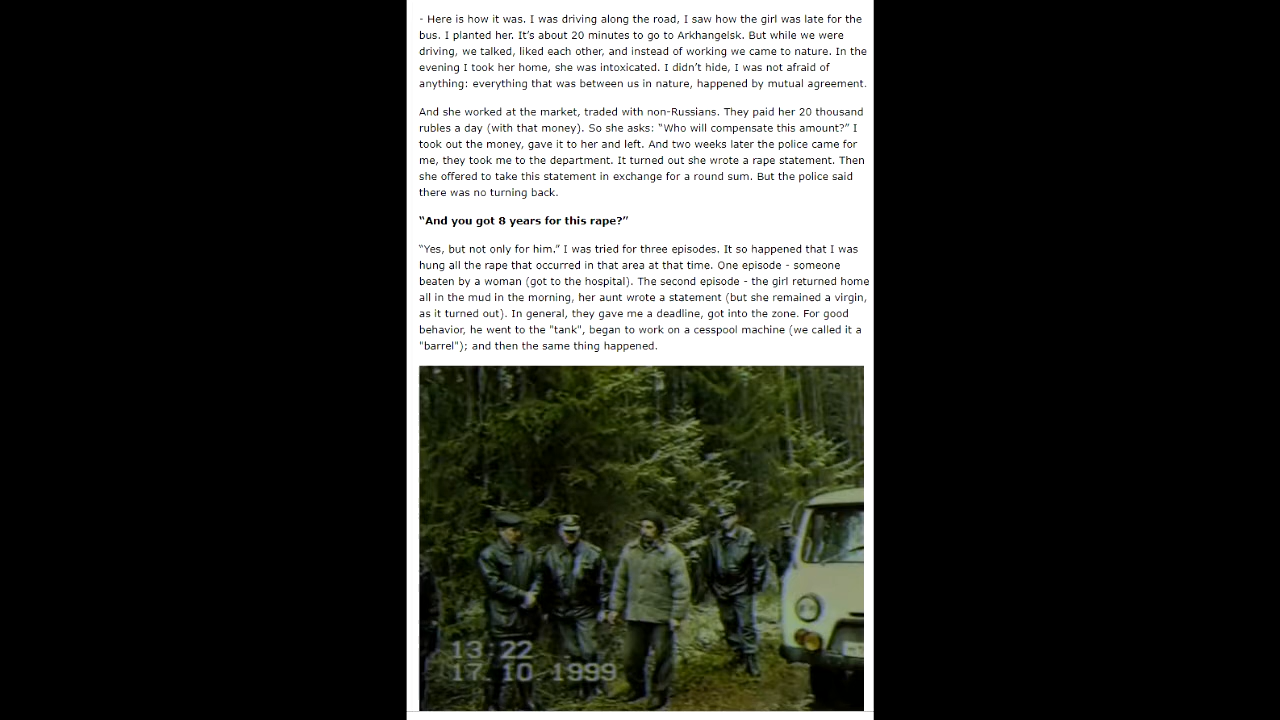 - Here is how it was. I was driving along the road, I saw how the girl was late for the
bus. I planted her. It’s about 20 minutes to go to Arkhangelsk. But while we were
driving, we talked, liked each other, and instead of working we came to nature. In the
evening I took her home, she was intoxicated. I didn’t hide, I was not afraid of
anything: everything that was between us in nature, happened by mutual agreement.
And she worked at the market, traded with non-Russians. They paid her 20 thousand
rubles a day (with that money). So she asks: “Who will compensate this amount?” I
took out the money, gave it to her and left. And two weeks later the police came for
me, they took me to the department. It turned out she wrote a rape statement. Then
she offered to take this statement in exchange for a round sum. But the police said
there was no turning back.
“And you got 8 years for this rape?”
“Yes, but not only for him.” I was tried for three episodes. It so happened that I was
hung all the rape that occurred in that area at that time. One episode - someone
beaten by a woman (got to the hospital). The second episode - the girl returned home
all in the mud in the morning, her aunt wrote a statement (but she remained a virgin,
as it turned out). In general, they gave me a deadline, got into the zone. For good
behavior, he went to the "tank", began to work on a cesspool machine (we called it a
"barrel"); and then the same thing happened.
13:22
17.10 1999